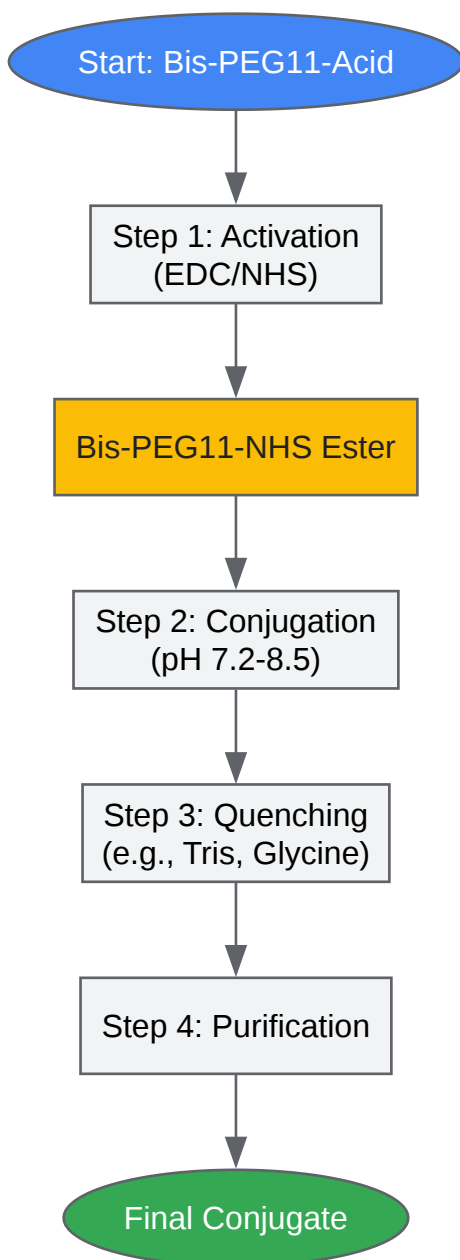 Start: Bis-PEG11-Acid
Step 1: Activation
(EDC/NHS)
Bis-PEG11-NHS Ester
Step 2: Conjugation
(pH 7.2-8.5)
Step 3: Quenching
(e.g., Tris, Glycine)
Step 4: Purification
Final Conjugate